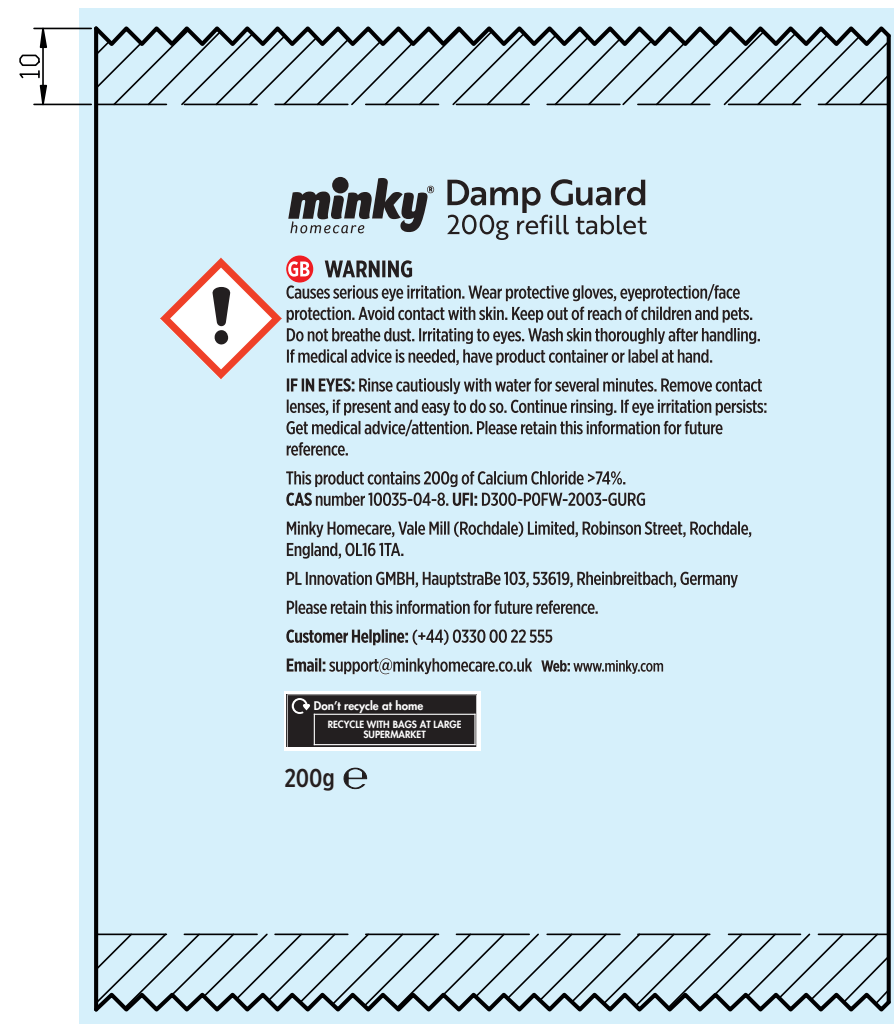 10
minky® Damp Guard
homecare 200g refill tablet
GB WARNING
Causes serious eye irritation. Wear protective gloves, eyeprotection/face
protection. Avoid contact with skin. Keep out of reach of children and pets.
Do not breathe dust. Irritating to eyes. Wash skin thoroughly after handling.
If medical advice is needed, have product container or label at hand.
IF IN EYES: Rinse cautiously with water for several minutes. Remove contact
lenses, if present and easy to do so. Continue rinsing. If eye irritation persists:
Get medical advice/attention. Please retain this information for future
reference.
This product contains 200g of Calcium Chloride >74%.
CAS number 10035-04-8. UFI: D300-P0FW-2003-GURG
Minky Homecare, Vale Mill (Rochdale) Limited, Robinson Street, Rochdale,
England, OL16 1TA.
PL Innovation GMBH, HauptstraBe 103, 53619, Rheinbreitbach, Germany
Please retain this information for future reference.
Customer Helpline: (+44) 0330 00 22 555
Email: support@minkyhomecare.co.uk Web: www.minky.com
Don't recycle at home
RECYCLE WITH BAGS AT LARGE
SUPERMARKET
200g ℮